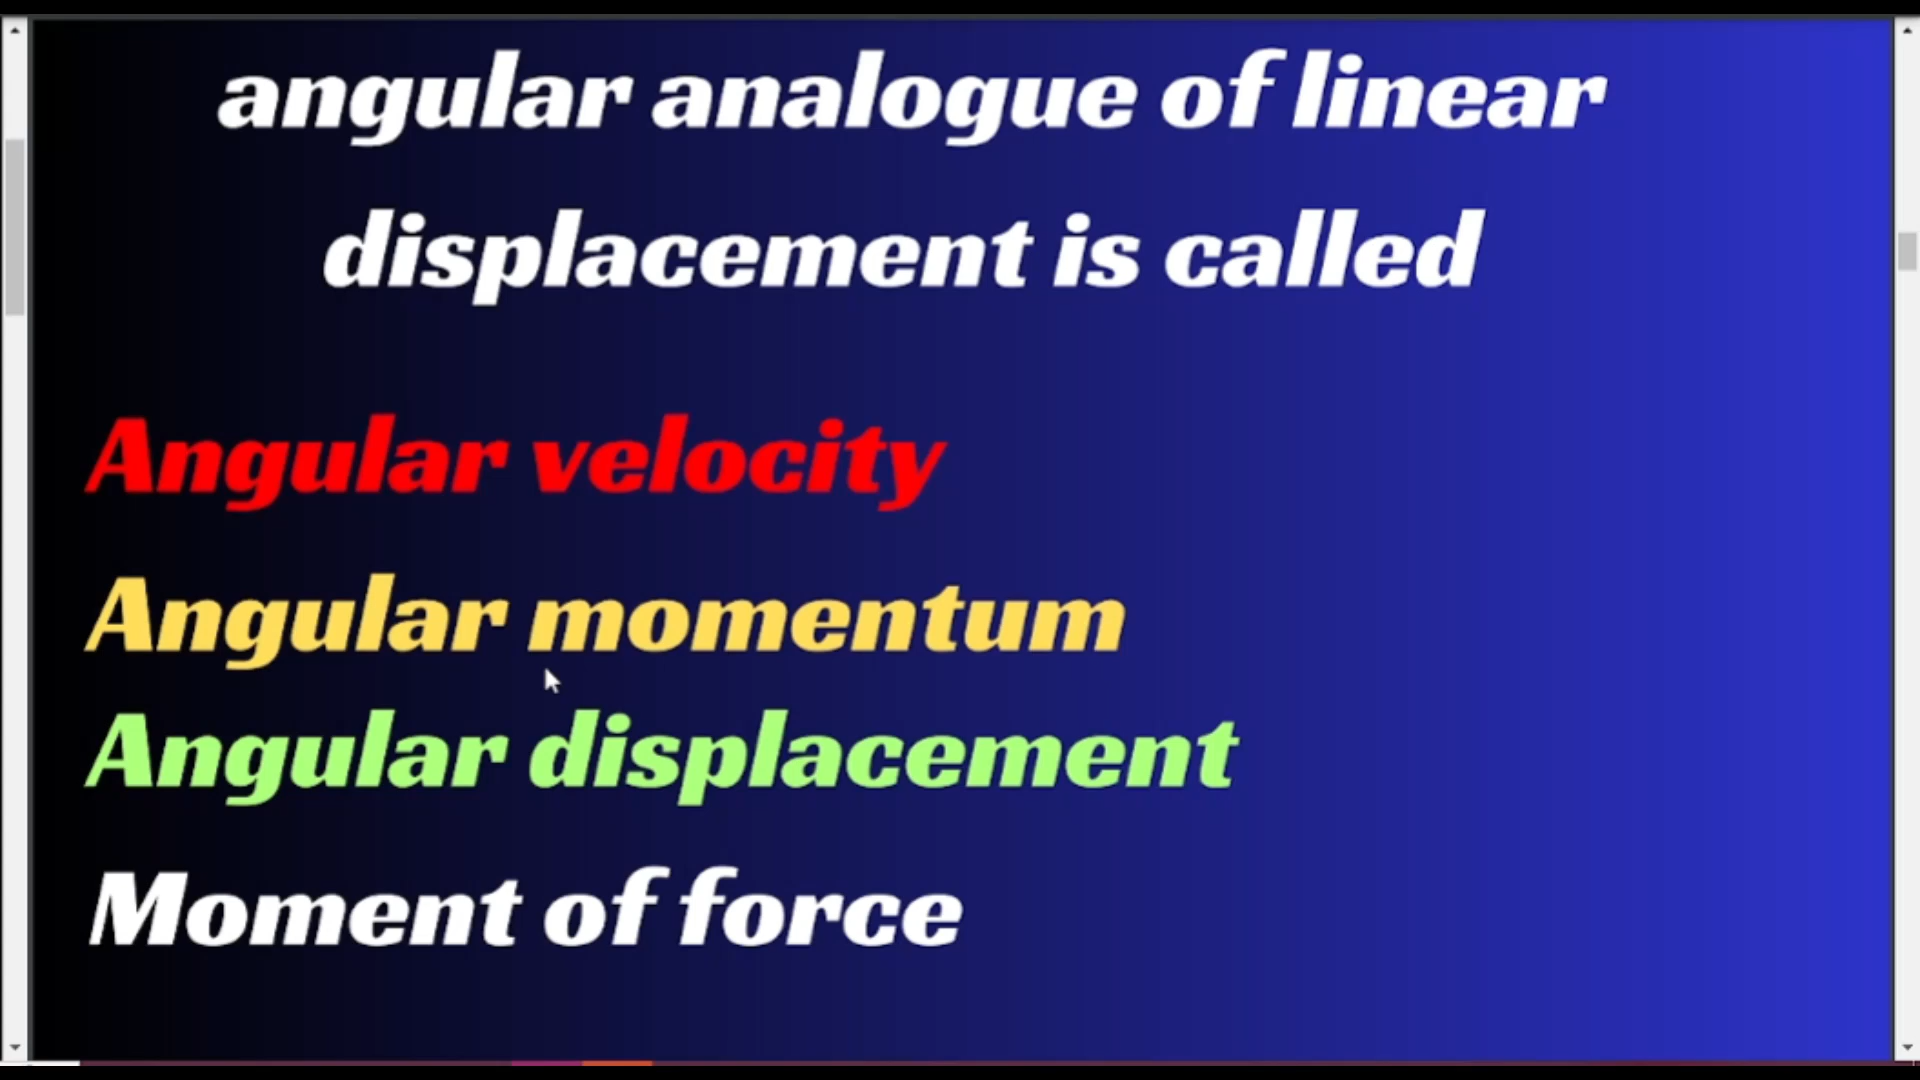 angular analogue of linear
displacement is called
Angular velocity
Angular momentum
Angular displacement
Moment of force